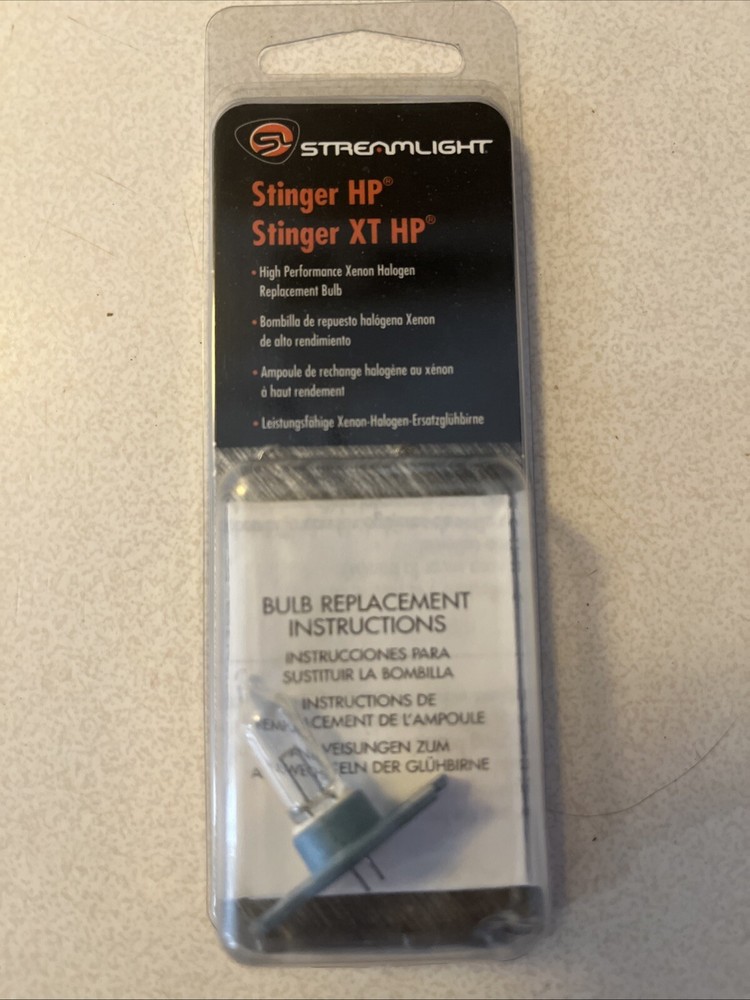 SL STREAMLIGHT
Stinger HP®
Stinger XT HP®
• High Performance Xenon Halogen
Replacement Bulb
• Bombilla de repuesto halógena Xenon
de alto rendimiento
• Ampoule de rechange halogène au xénon
à haut rendement
• Leistungsfähige Xenon-Halogen-Ersatzglühbirne
BULB REPLACEMENT
INSTRUCTIONS
INSTRUCCIONES PARA
SUSTITUIR LA BOMBILLA
INSTRUCTIONS DE
DE L'AMPOULE
ZUM
DER GLÜHBIRNE